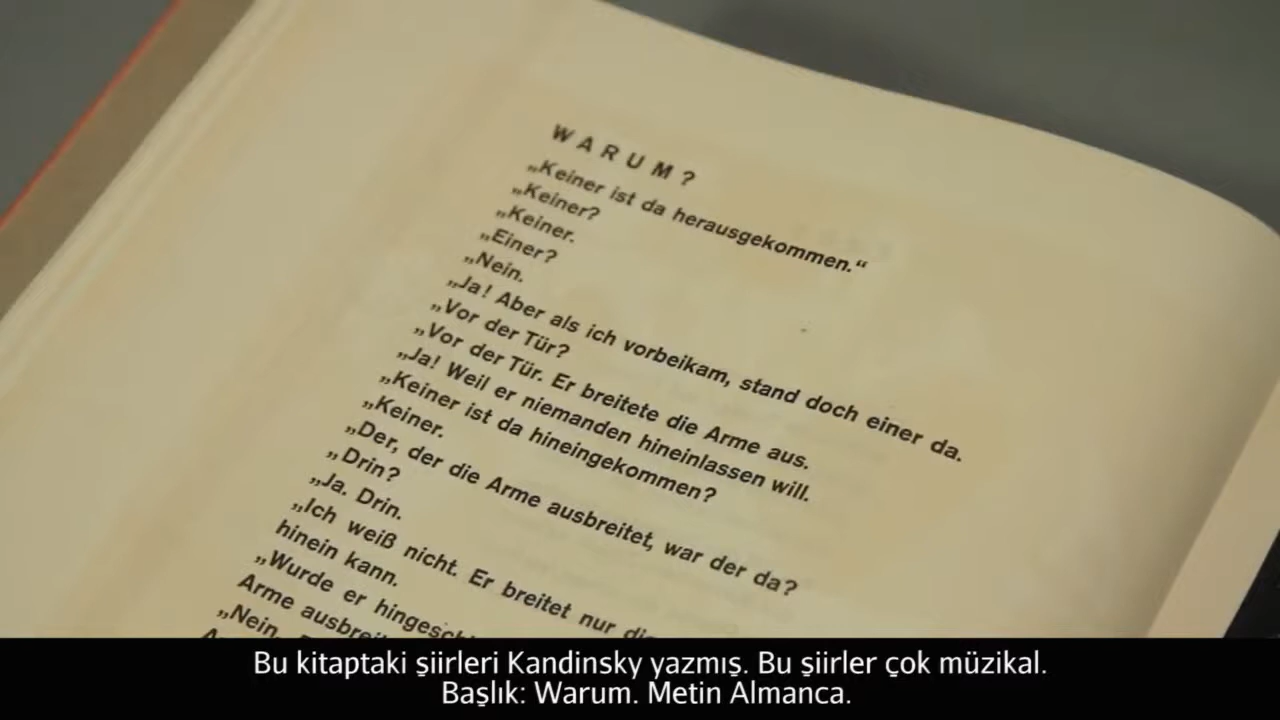 WARUM?
„Keiner ist da herausgekommen.“
„Keiner?
„Keiner.
„Einer?
„Nein.
„Ja! Aber als ich vorbeikam, stand doch einer da.
„Vor der Tür?
„Vor der Tür. Er breitete die Arme aus.
„Ja! Weil er niemanden hineinlassen will.
„Keiner ist da hineingekommen?
„Keiner.
„Der, der die Arme ausbreitet, war der da?
„Drin?
„Ja. Drin.
„Ich weiß nicht. Er breitet nur die
hinein kann.
„Wurde er
Arme
„Nein.
Bu kitaptaki şiirleri Kandinsky yazmış. Bu şiirler çok müzikal.
Başlık: Warum. Metin Almanca.